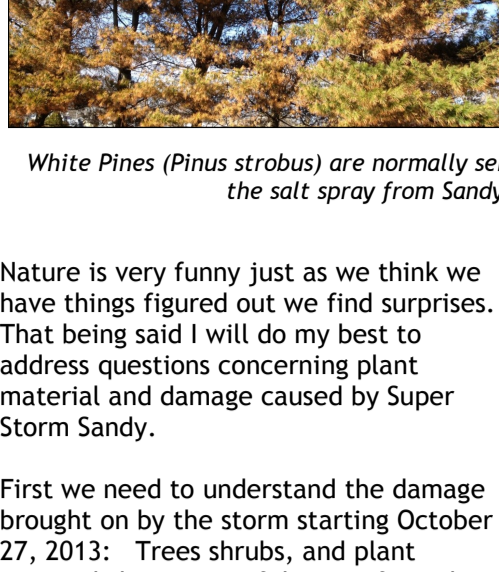 White Pines (Pinus strobus) are normally
the salt spray from Sandy
Nature is very funny just as we think we
have things figured out we find surprises.
That being said I will do my best to
address questions concerning plant
material and damage caused by Super
Storm Sandy.
First we need to understand the damage
brought on by the storm starting October
27, 2013: Trees shrubs, and plant